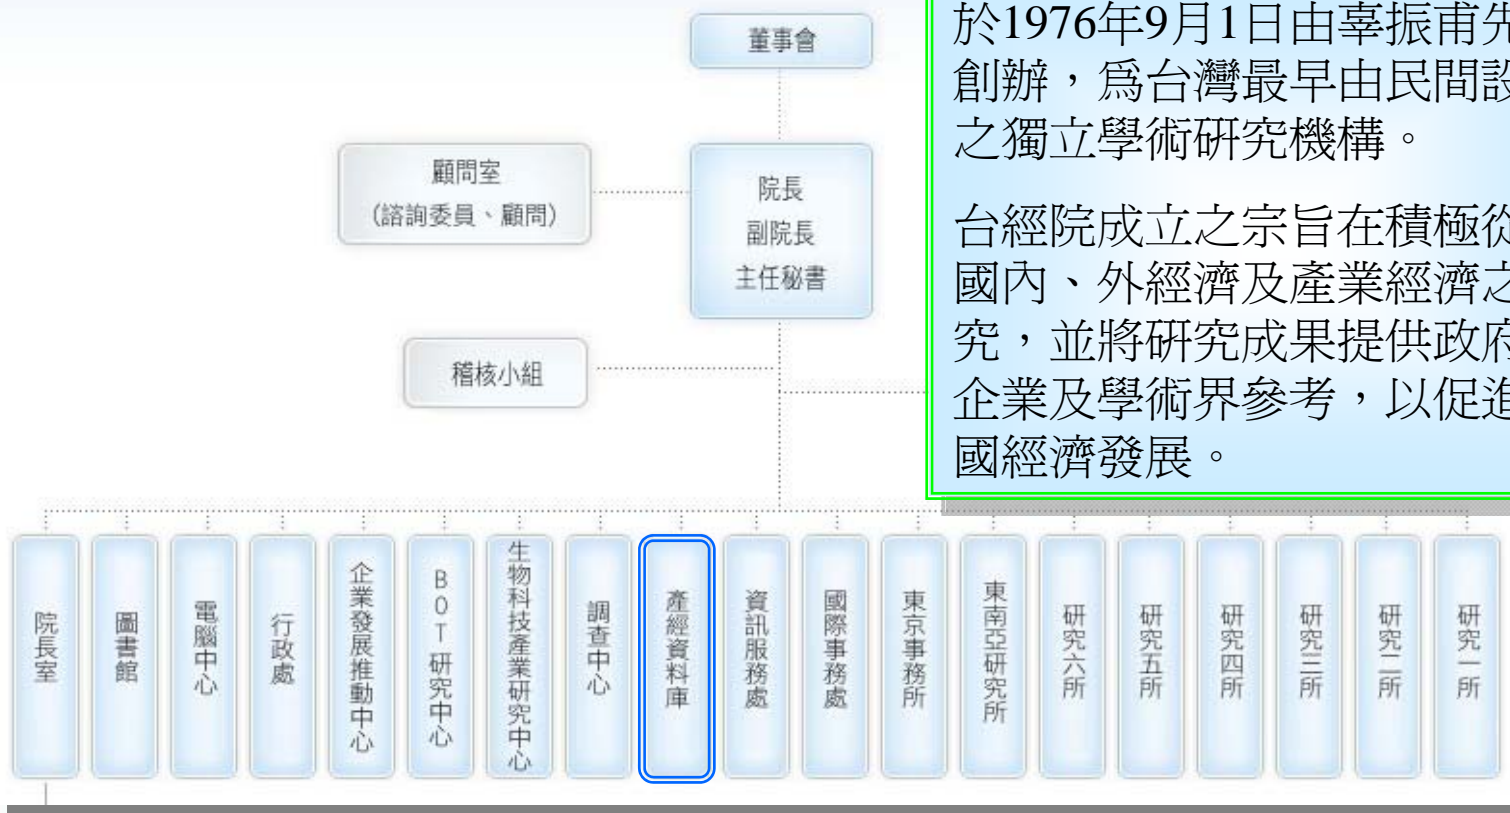 董事會
顧問室
(諮詢委員、顧問)
院長
副院長
主任秘書
稽核小組
於1976年9月1日由辜振甫先
創辦，爲台灣最早由民間設
之獨立學術研究機構。
台經院成立之宗旨在積極從
國內、外經濟及產業經濟之
究，並將研究成果提供政府
企業及學術界參考，以促進
國經濟發展。
院長室
圖書館
電腦中心
行政處
企業發展推動中心
BOT研究中心
生物科技產業研究中心
調查中心
產經資料庫
資訊服務處
國際事務處
東京事務所
東南亞研究所
研究六所
研究五所
研究四所
研究三所
研究二所
研究一所